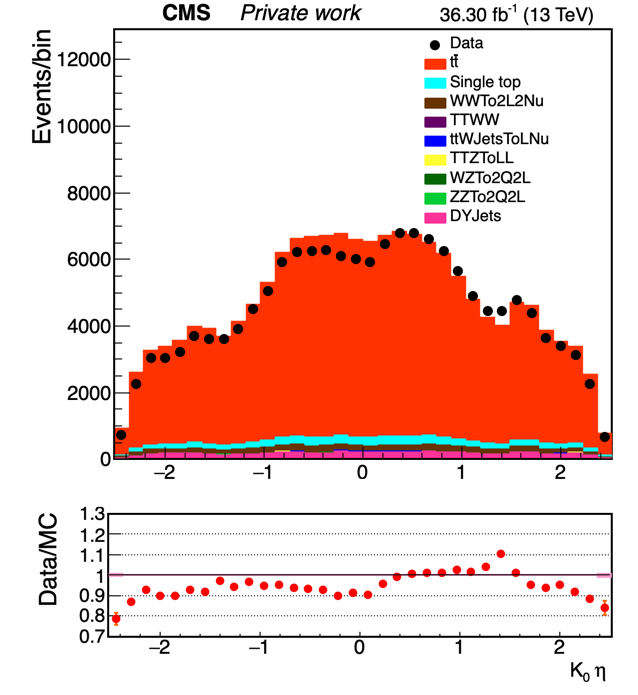 CMS Private work 36.30 fb⁻¹ (13 TeV)
Events/bin
12000
10000
8000
6000
4000
2000
0
Data
tt̄
Single top
WWTo2L2Nu
TTWW
ttWJetsToLNu
TTZToLL
WZTo2Q2L
ZZTo2Q2L
DYJets
−2 −1 0 1 2
Data/MC
1.3
1.2
1.1
1
0.9
0.8
0.7
−2 −1 0 1 2
K₀ η